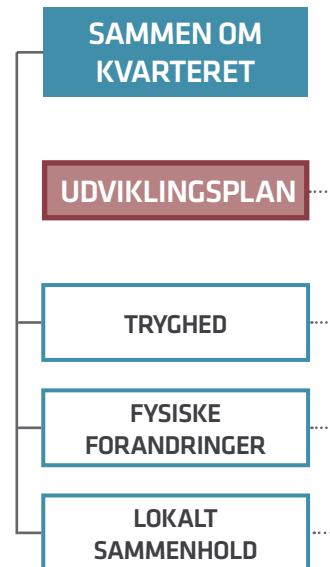 SAMMEN OM
KVARTERET
UDVIKLINGSPLAN
TRYGHED
FYSISKE
FORANDRINGER
LOKALT
SAMMENHOLD